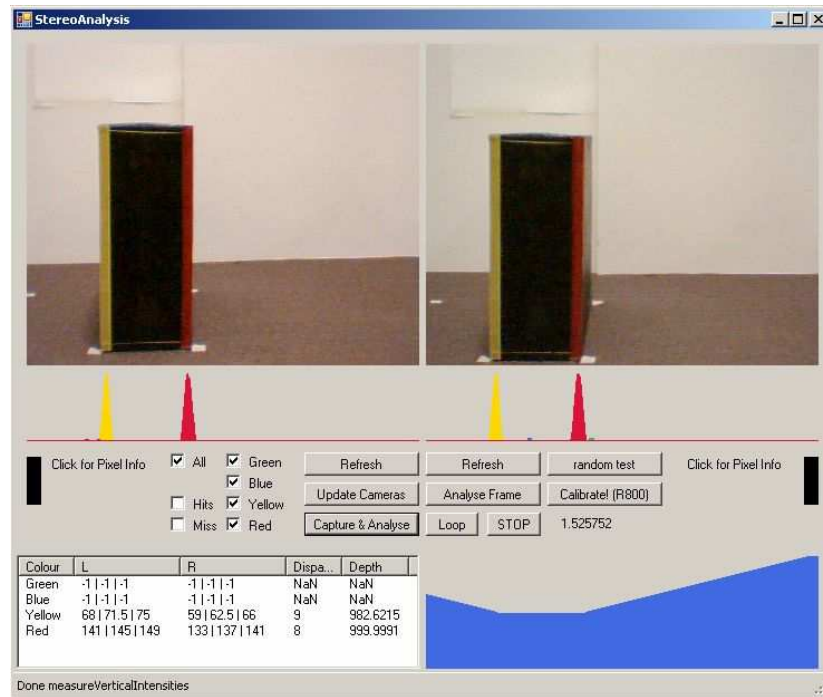 StereoAnalysis
Click for Pixel Info
All
Green
Blue
Hits
Yellow
Miss
Red
Refresh
Refresh
random test
Click for Pixel Info
Update Cameras
Analyse Frame
Calibrate! (R800)
Capture & Analyse
Loop
STOP
1.525752
Colour L R Dispa... Depth
Green -1 | -1 | -1 -1 | -1 | -1 NaN NaN
Blue -1 | -1 | -1 -1 | -1 | -1 NaN NaN
Yellow 68 | 71.5 | 75 59 | 62.5 | 66 9 982.6215
Red 141 | 145 | 149 133 | 137 | 141 8 999.9991
Done measureVerticalIntensities